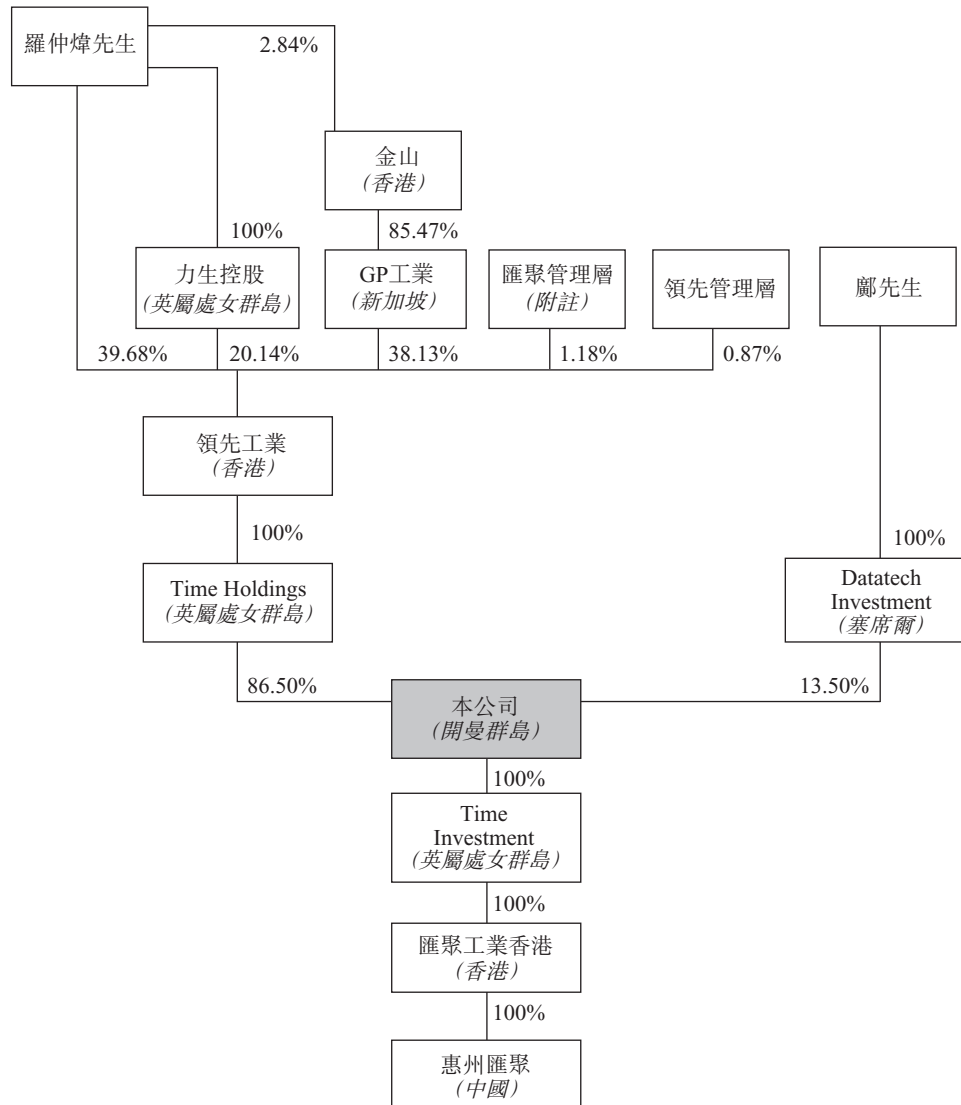 羅仲煒先生
2.84%
金山
(香港)
100%
85.47%
力生控股
(英屬處女群島)
GP工業
(新加坡)
匯聚管理層
(附註)
領先管理層
鄺先生
39.68%
20.14%
38.13%
1.18%
0.87%
領先工業
(香港)
100%
100%
Time Holdings
(英屬處女群島)
Datatech
Investment
(塞席爾)
86.50%
13.50%
本公司
(開曼群島)
100%
Time
Investment
(英屬處女群島)
100%
匯聚工業香港
(香港)
100%
惠州匯聚
(中國)